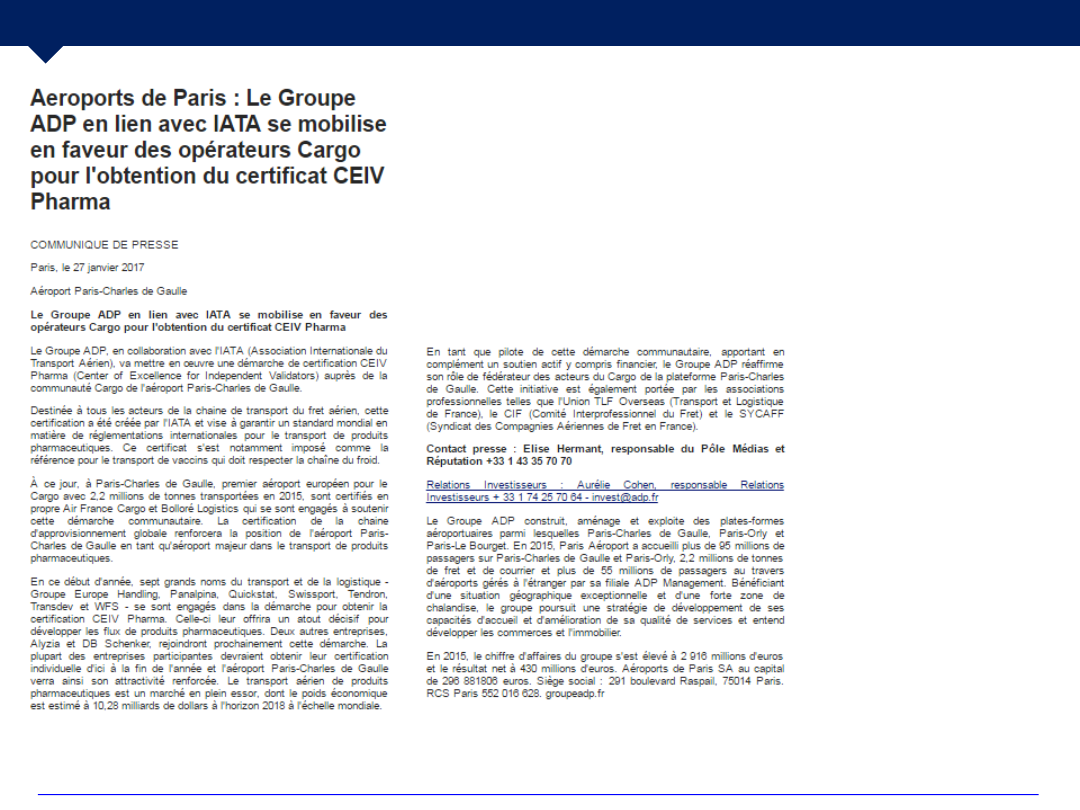 Aeroports de Paris : Le Groupe
ADP en lien avec IATA se mobilise
en faveur des opérateurs Cargo
pour l'obtention du certificat CEIV
Pharma
COMMUNIQUE DE PRESSE
Paris, le 27 janvier 2017
Aéroport Paris-Charles de Gaulle
Le Groupe ADP en lien avec IATA se mobilise en faveur des
opérateurs Cargo pour l'obtention du certificat CEIV Pharma
Le Groupe ADP, en collaboration avec l'IATA (Association Internationale du
Transport Aérien), va mettre en œuvre une démarche de certification CEIV
Pharma (Center of Excellence for Independent Validators) auprès de la
communauté Cargo de l'aéroport Paris-Charles de Gaulle.
Destinée à tous les acteurs de la chaine de transport du fret aérien, cette
certification a été créée par l'IATA et vise à garantir un standard mondial en
matière de réglementations internationales pour le transport de produits
pharmaceutiques. Ce certificat s'est notamment imposé comme la
référence pour le transport de vaccins qui doit respecter la chaîne du froid.
À ce jour, à Paris-Charles de Gaulle, premier aéroport européen pour le
Cargo avec 2,2 millions de tonnes transportées en 2015, sont certifiés en
propre Air France Cargo et Bolloré Logistics qui se sont engagés à soutenir
cette démarche communautaire. La certification de la chaine
d'approvisionnement globale renforcera la position de l'aéroport Paris-
Charles de Gaulle en tant qu'aéroport majeur dans le transport de produits
pharmaceutiques.
En ce début d'année, sept grands noms du transport et de la logistique -
Groupe Europe Handling, Panalpina, Quickstat, Swissport, Tendron,
Transdev et WFS - se sont engagés dans la démarche pour obtenir la
certification CEIV Pharma. Celle-ci leur offrira un atout décisif pour
développer les flux de produits pharmaceutiques. Deux autres entreprises,
Alyzia et DB Schenker, rejoindront prochainement cette démarche. La
plupart des entreprises participantes devraient obtenir leur certification
individuelle d'ici à la fin de l'année et l'aéroport Paris-Charles de Gaulle
verra ainsi son attractivité renforcée. Le transport aérien de produits
pharmaceutiques est un marché en plein essor, dont le poids économique
est estimé à 10,28 milliards de dollars à l'horizon 2018 à l'échelle mondiale.
En tant que pilote de cette démarche communautaire, apportant en
complément un soutien actif y compris financier, le Groupe ADP réaffirme
son rôle de fédérateur des acteurs du Cargo de la plateforme Paris-Charles
de Gaulle. Cette initiative est également portée par les associations
professionnelles telles que l'Union TLF Overseas (Transport et Logistique
de France), le CIF (Comité Interprofessionnel du Fret) et le SYCAFF
(Syndicat des Compagnies Aériennes de Fret en France).
Contact presse : Elise Hermant, responsable du Pôle Médias et
Réputation +33 1 43 35 70 70
Relations Investisseurs : Aurélie Cohen, responsable Relations
Investisseurs + 33 1 74 25 70 64 - invest@adp.fr
Le Groupe ADP construit, aménage et exploite des plates-formes
aéroportuaires parmi lesquelles Paris-Charles de Gaulle, Paris-Orly et
Paris-Le Bourget. En 2015, Paris Aéroport a accueilli plus de 95 millions de
passagers sur Paris-Charles de Gaulle et Paris-Orly, 2,2 millions de tonnes
de fret et de courrier et plus de 55 millions de passagers au travers
d'aéroports gérés à l'étranger par sa filiale ADP Management. Bénéficiant
d'une situation géographique exceptionnelle et d'une forte zone de
chalandise, le groupe poursuit une stratégie de développement de ses
capacités d'accueil et d'amélioration de sa qualité de services et entend
développer les commerces et l'immobilier.
En 2015, le chiffre d'affaires du groupe s'est élevé à 2 916 millions d'euros
et le résultat net à 430 millions d'euros. Aéroports de Paris SA au capital
de 296 881806 euros. Siège social : 291 boulevard Raspail, 75014 Paris.
RCS Paris 552 016 628. groupeadp.fr